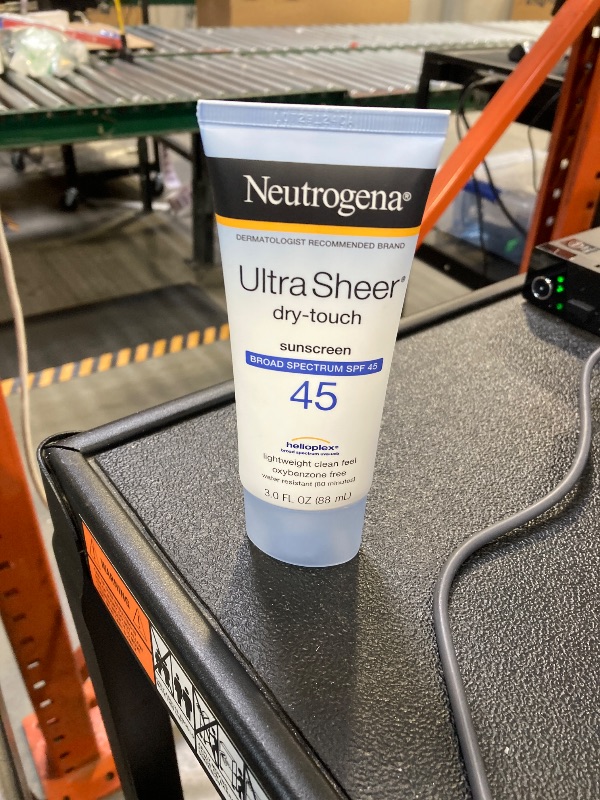 Neutrogena®
DERMATOLOGIST RECOMMENDED BRAND
Ultra Sheer®
dry-touch
sunscreen
BROAD SPECTRUM SPF 45
45
helioplex®
lightweight clean feel
oxybenzone free
water resistant (80 minutes)
3.0 FL OZ (88 mL)
WARNING